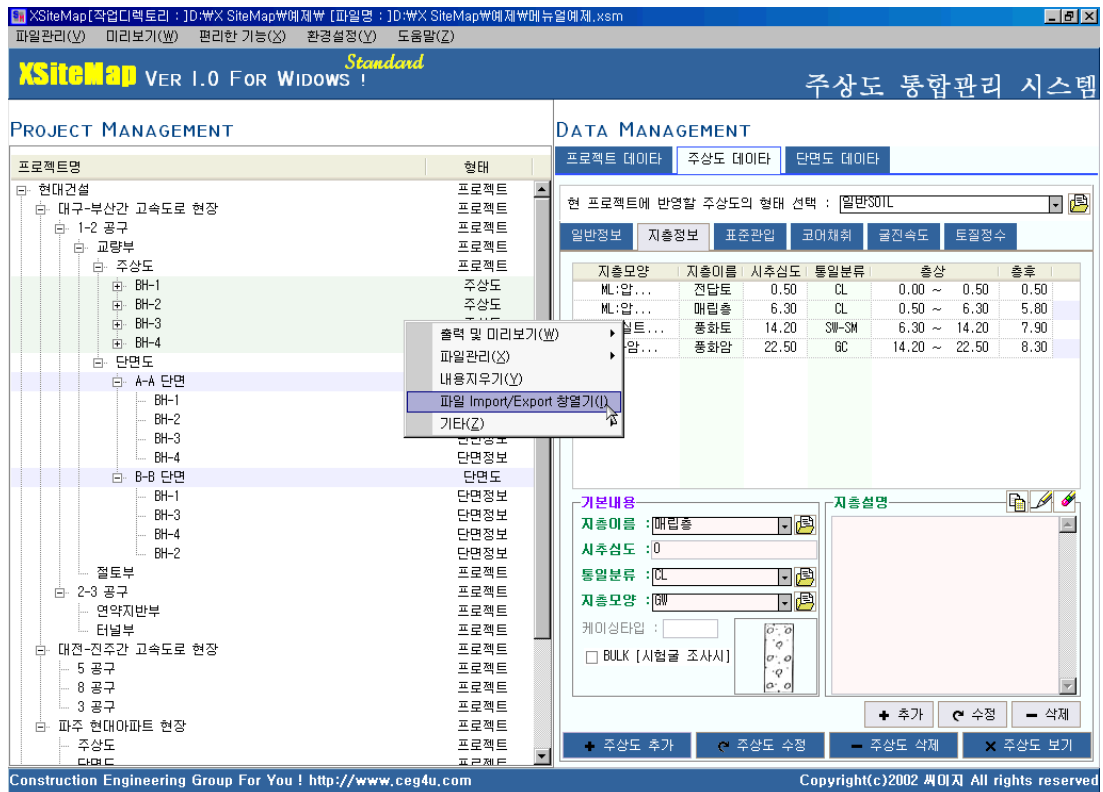 XSiteMap[작업디렉토리 : ]D:₩X SiteMap₩예제₩ [파일명 : ]D:₩X SiteMap₩예제₩메뉴얼예제.xsm
파일관리(V) 미리보기(W) 편리한 기능(X) 환경설정(Y) 도움말(Z)
Standard
XSiteMap VER 1.0 FOR WIDOWS !
주상도 통합관리 시스템
PROJECT MANAGEMENT
프로젝트명 형태
현대건설 프로젝트
대구-부산간 고속도로 현장 프로젝트
1-2 공구 프로젝트
교량부 프로젝트
주상도 프로젝트
BH-1 주상도
BH-2 주상도
BH-3
BH-4
단면도
A-A 단면
BH-1
BH-2
BH-3 단면정보
BH-4 단면정보
B-B 단면 단면도
BH-1 단면정보
BH-3 단면정보
BH-4 단면정보
BH-2 단면정보
절토부 프로젝트
2-3 공구 프로젝트
연약지반부 프로젝트
터널부 프로젝트
대전-진주간 고속도로 현장 프로젝트
5 공구 프로젝트
8 공구 프로젝트
3 공구 프로젝트
파주 현대아파트 현장 프로젝트
주상도 프로젝트
단면도 프로젝트
출력 및 미리보기(W)
파일관리(X)
내용지우기(Y)
파일 Import/Export 창열기(I)
기타(Z)
DATA MANAGEMENT
프로젝트 데이타 주상도 데이타 단면도 데이타
현 프로젝트에 반영할 주상도의 형태 선택 : 일반SOIL
일반정보 지층정보 표준관입 코어채취 굴진속도 토질정수
지층모양 지층이름 시추심도 통일분류 층상 층후
ML:압... 전답토 0.50 CL 0.00 ~ 0.50 0.50
ML:압... 매립층 6.30 CL 0.50 ~ 6.30 5.80
실트... 풍화토 14.20 SW-SM 6.30 ~ 14.20 7.90
암... 풍화암 22.50 GC 14.20 ~ 22.50 8.30
기본내용
지층이름 : 매립층
시추심도 : 0
통일분류 : CL
지층모양 : GW
케이싱타입 :
BULK [시험굴 조사시]
지층설명
추가 수정 삭제
주상도 추가 주상도 수정 주상도 삭제 주상도 보기
Construction Engineering Group For You ! http://www.ceg4u.com
Copyright(c)2002 씨이지 All rights reserved